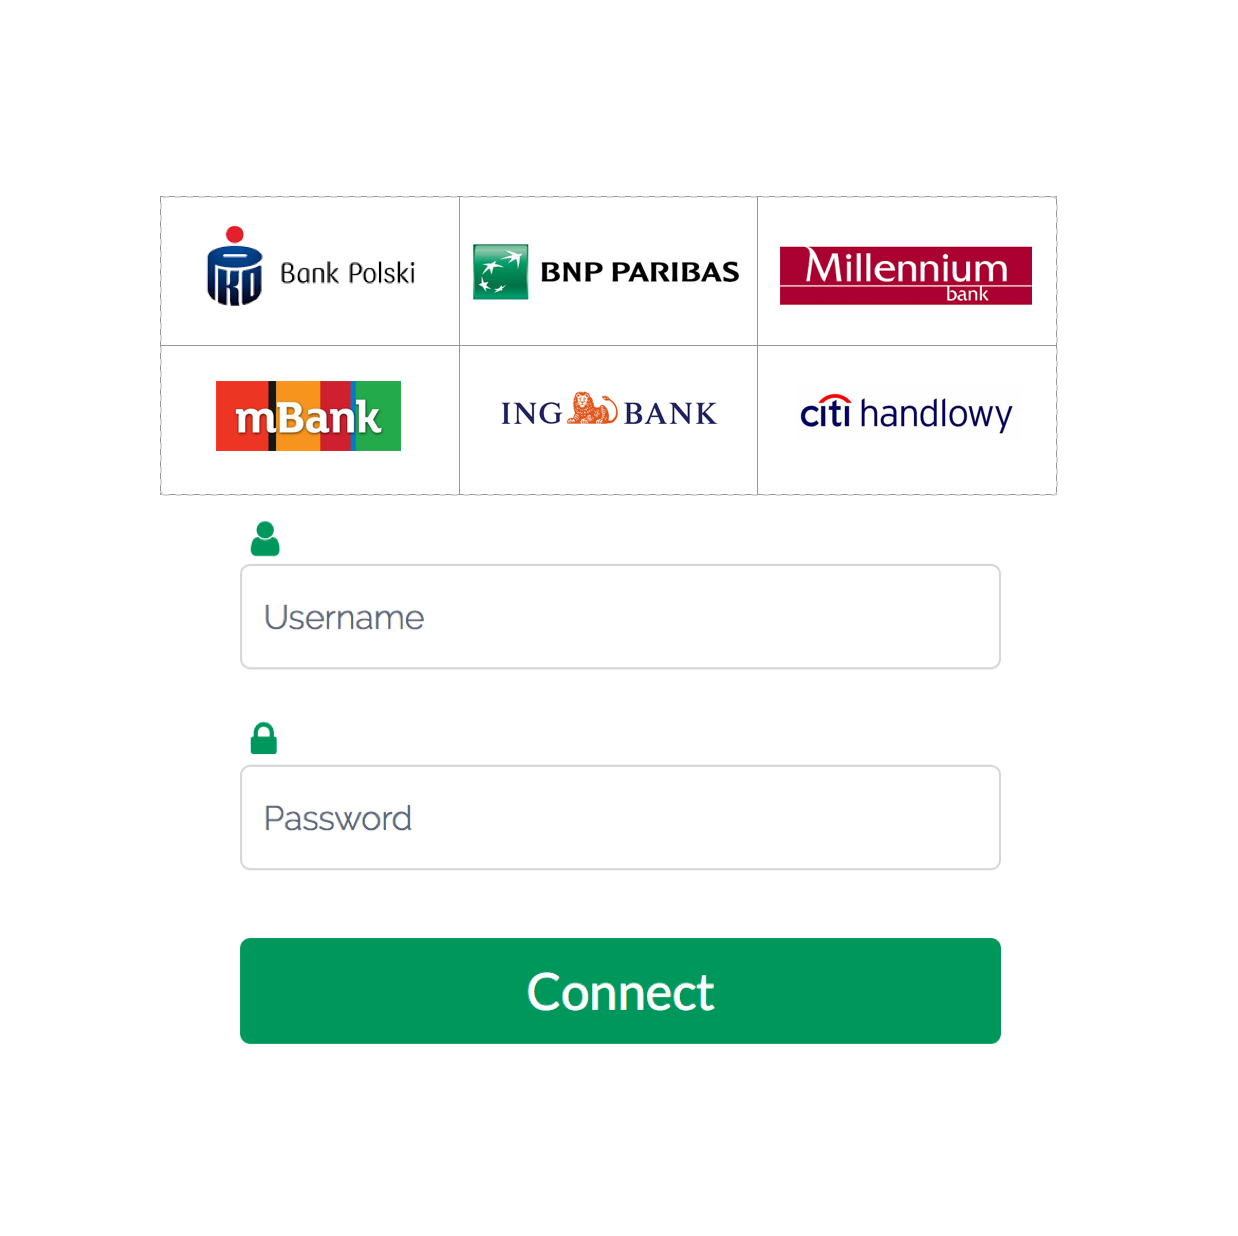 PKO Bank Polski
BNP PARIBAS
Millennium
bank
mBank
ING BANK
citi handlowy
Username
Password
Connect